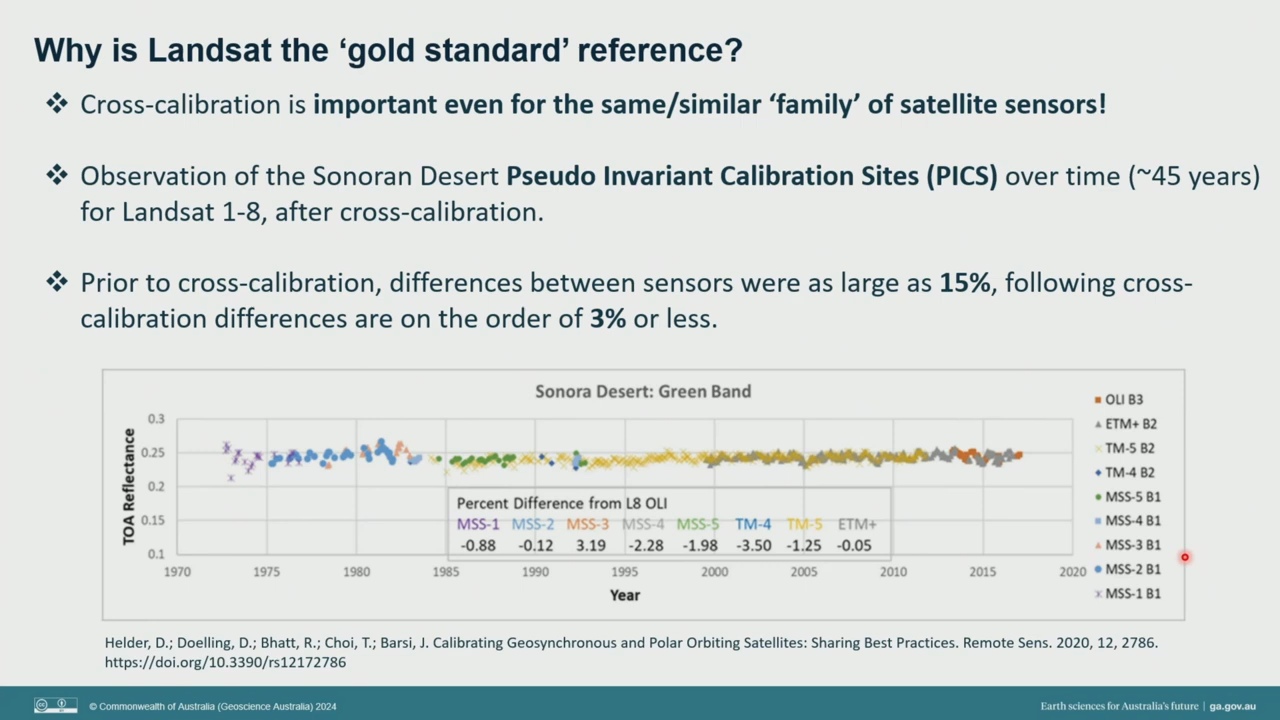 Why is Landsat the ‘gold standard’ reference?
❖ Cross-calibration is important even for the same/similar ‘family’ of satellite sensors!
❖ Observation of the Sonoran Desert Pseudo Invariant Calibration Sites (PICS) over time (~45 years)
for Landsat 1-8, after cross-calibration.
❖ Prior to cross-calibration, differences between sensors were as large as 15%, following cross-
calibration differences are on the order of 3% or less.
Sonora Desert: Green Band
TOA Reflectance
0.3
0.25
0.2
0.15
0.1
Percent Difference from L8 OLI
MSS-1 MSS-2 MSS-3 MSS-4 MSS-5 TM-4 TM-5 ETM+
-0.88 -0.12 3.19 -2.28 -1.98 -3.50 -1.25 -0.05
1970 1975 1980 1985 1990 1995 2000 2005 2010 2015 2020
Year
OLI B3
ETM+ B2
TM-5 B2
TM-4 B2
MSS-5 B1
MSS-4 B1
MSS-3 B1
MSS-2 B1
MSS-1 B1
Helder, D.; Doelling, D.; Bhatt, R.; Choi, T.; Barsi, J. Calibrating Geosynchronous and Polar Orbiting Satellites: Sharing Best Practices. Remote Sens. 2020, 12, 2786.
https://doi.org/10.3390/rs12172786
© Commonwealth of Australia (Geoscience Australia) 2024
Earth sciences for Australia’s future | ga.gov.au